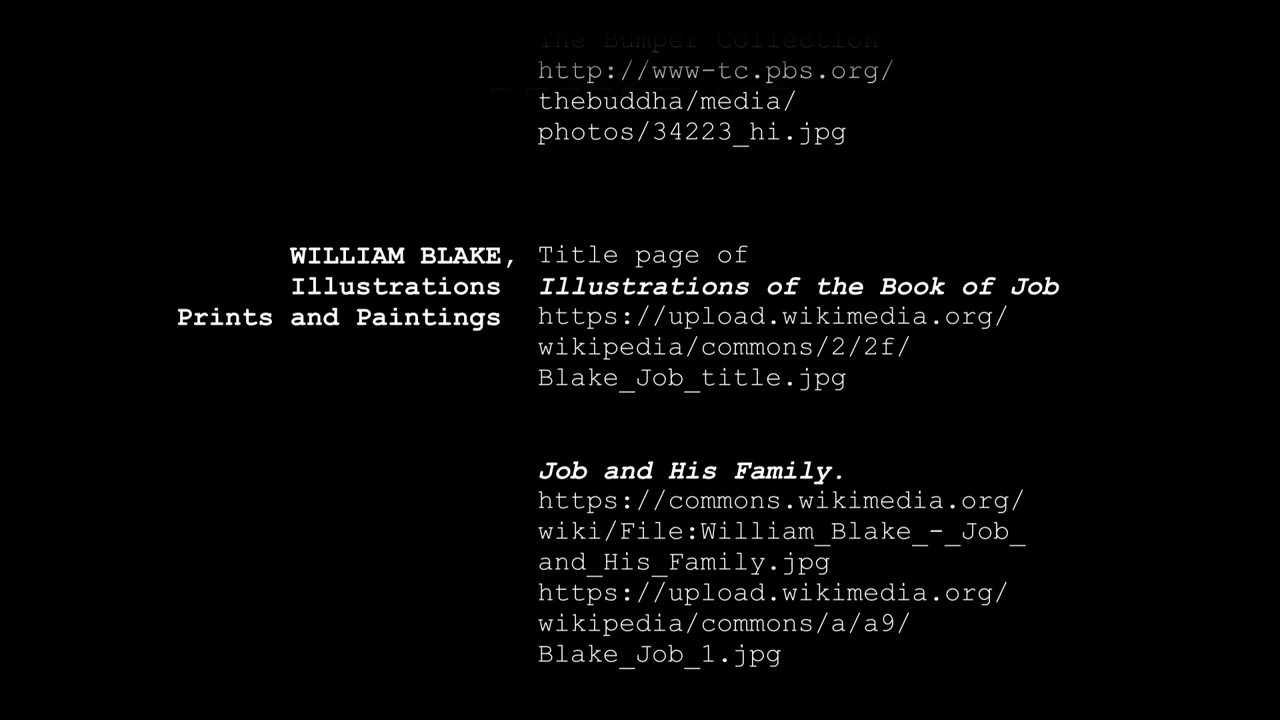 The Bumper Collection
http://www-tc.pbs.org/
thebuddha/media/
photos/34223_hi.jpg
WILLIAM BLAKE,
Illustrations
Prints and Paintings
Title page of
Illustrations of the Book of Job
https://upload.wikimedia.org/
wikipedia/commons/2/2f/
Blake_Job_title.jpg
Job and His Family.
https://commons.wikimedia.org/
wiki/File:William_Blake_-_Job_
and_His_Family.jpg
https://upload.wikimedia.org/
wikipedia/commons/a/a9/
Blake_Job_1.jpg